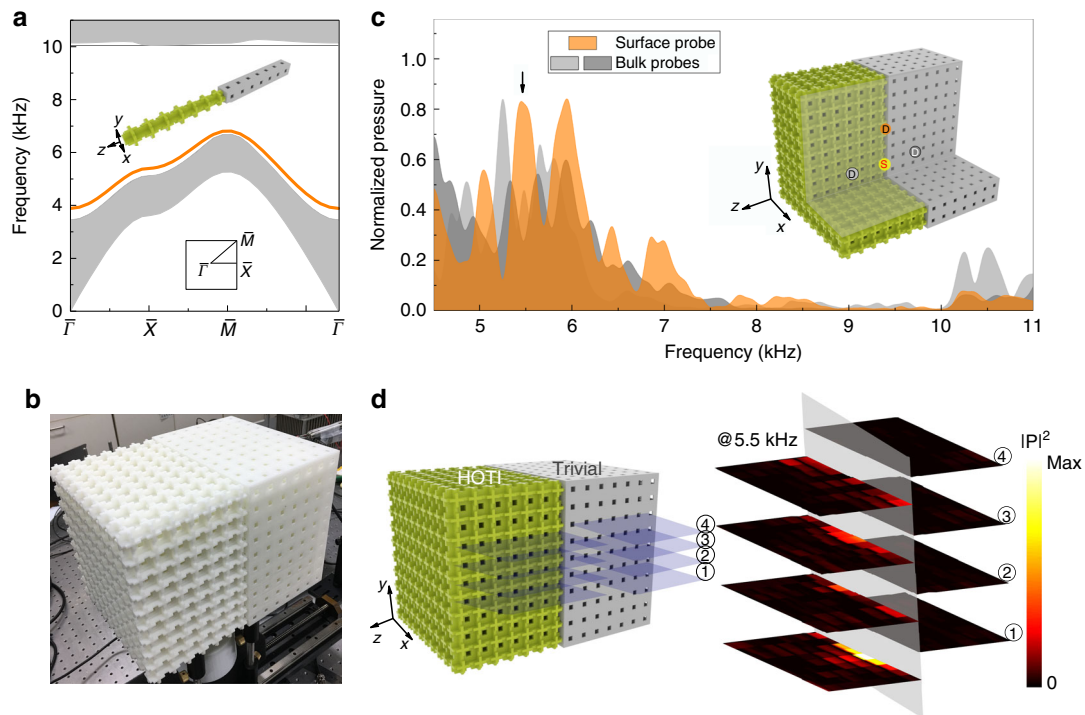 a
10
8
6
4
2
0
Frequency (kHz)
y
z
x
M̅
Γ̅
X̅
Γ̅
X̅
M̅
Γ̅
c
Surface probe
Bulk probes
1.0
0.8
0.6
0.4
0.2
0.0
Normalized pressure
D
D
D
S
y
z
x
5
6
7
8
9
10
11
Frequency (kHz)
b
d
HOTI
Trivial
④
③
②
①
y
z
x
@5.5 kHz
④
③
②
①
|P|²
Max
0